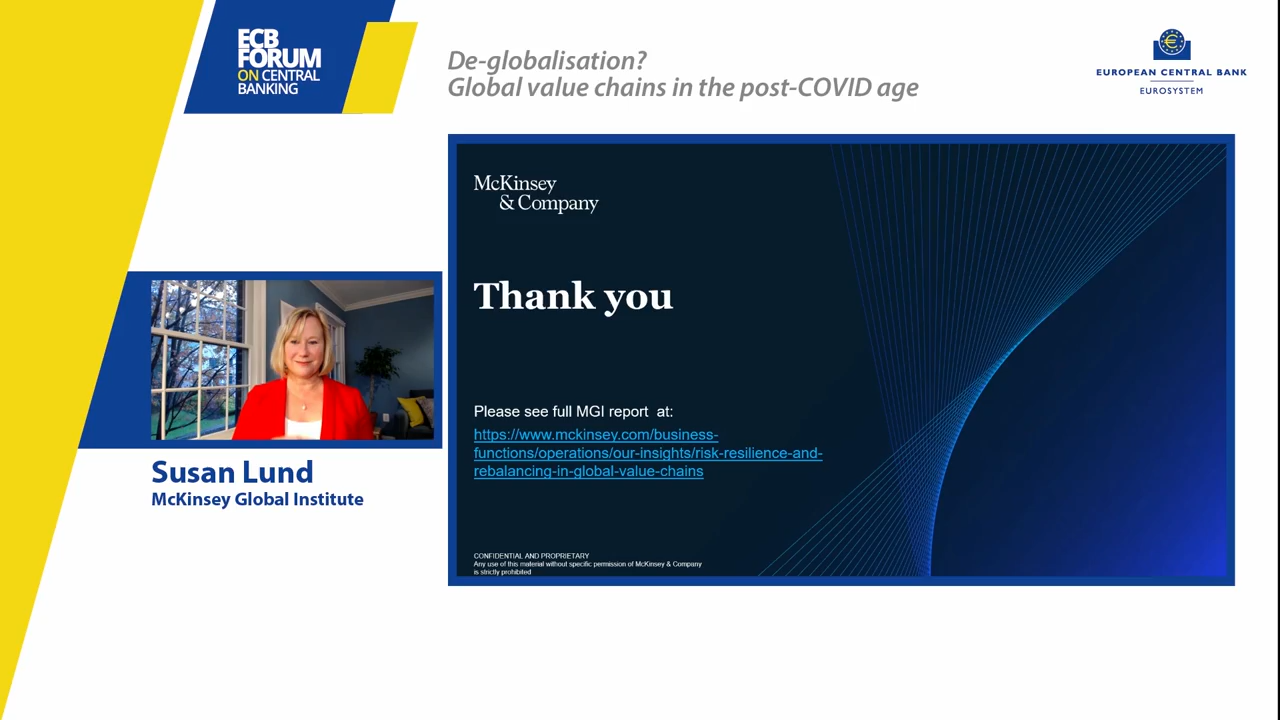 ECB
FORUM
ON CENTRAL
BANKING
De-globalisation?
Global value chains in the post-COVID age
EUROPEAN CENTRAL BANK
EUROSYSTEM
McKinsey
& Company
Thank you
Please see full MGI report at:
https://www.mckinsey.com/business-
functions/operations/our-insights/risk-resilience-and-
rebalancing-in-global-value-chains
CONFIDENTIAL AND PROPRIETARY
Any use of this material without specific permission of McKinsey & Company
is strictly prohibited
Susan Lund
McKinsey Global Institute